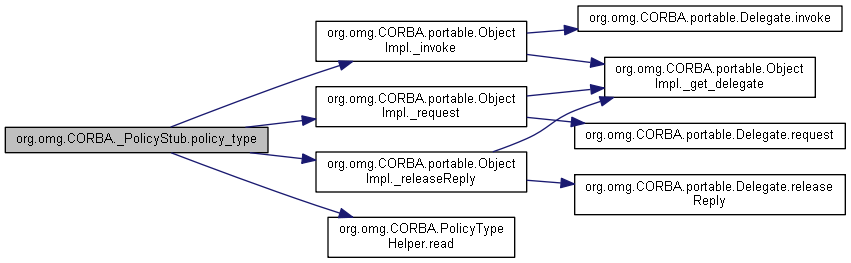 org.omg.CORBA._PolicyStub.policy_type
org.omg.CORBA.portable.Object
Impl._invoke
org.omg.CORBA.portable.Object
Impl._request
org.omg.CORBA.portable.Object
Impl._releaseReply
org.omg.CORBA.PolicyType
Helper.read
org.omg.CORBA.portable.Delegate.invoke
org.omg.CORBA.portable.Object
Impl._get_delegate
org.omg.CORBA.portable.Delegate.request
org.omg.CORBA.portable.Delegate.release
Reply